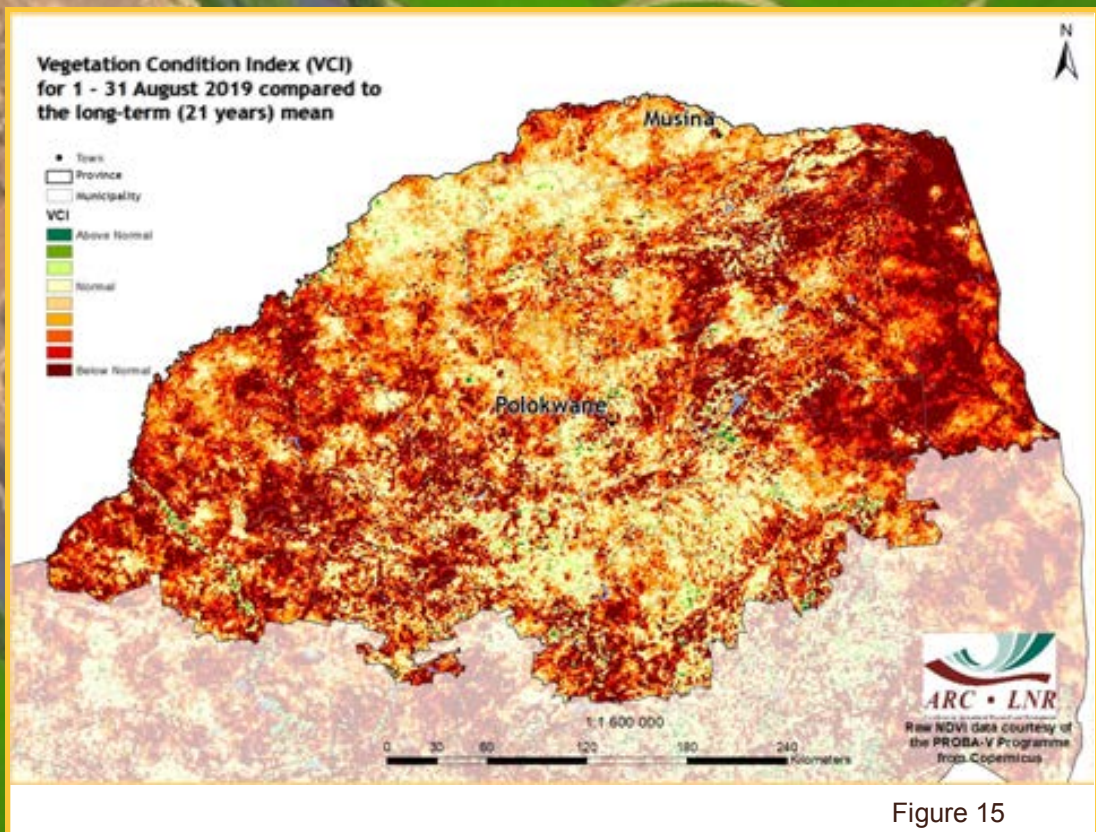 Vegetation Condition Index (VCI)
for 1 - 31 August 2019 compared to
the long-term (21 years) mean
N
Town
Province
Municipality
VCI
Above Normal
Normal
Below Normal
Musina
Polokwane
1:1 600 000
0 30 60 120 180 240
Kilometers
ARC • LNR
Raw NDVI data courtesy of
the PROBA-V Programme
from Copernicus
Figure 15